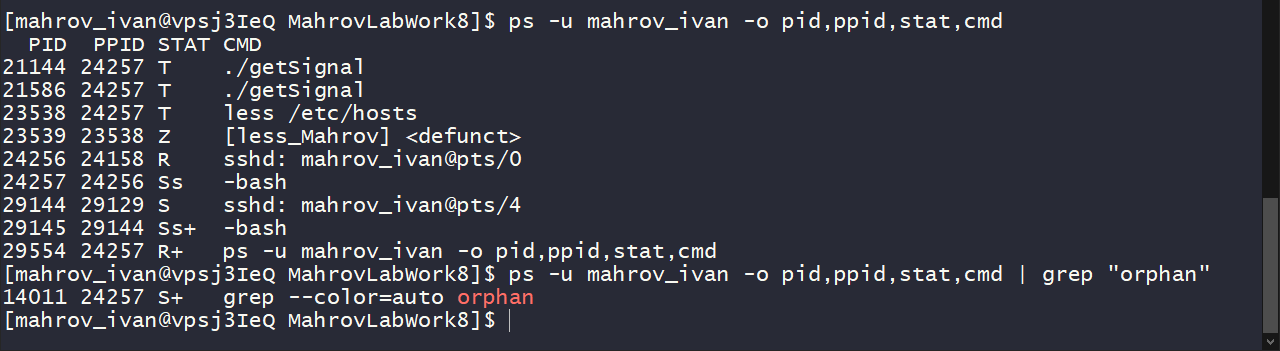 [mahrov_ivan@vpsj3IeQ MahrovLabWork8]$ ps -u mahrov_ivan -o pid,ppid,stat,cmd
  PID  PPID STAT CMD
21144 24257 T    ./getSignal
21586 24257 T    ./getSignal
23538 24257 T    less /etc/hosts
23539 23538 Z    [less_Mahrov] <defunct>
24256 24158 R    sshd: mahrov_ivan@pts/0
24257 24256 Ss   -bash
29144 29129 S    sshd: mahrov_ivan@pts/4
29145 29144 Ss+  -bash
29554 24257 R+   ps -u mahrov_ivan -o pid,ppid,stat,cmd
[mahrov_ivan@vpsj3IeQ MahrovLabWork8]$ ps -u mahrov_ivan -o pid,ppid,stat,cmd | grep "orphan"
14011 24257 S+   grep --color=auto orphan
[mahrov_ivan@vpsj3IeQ MahrovLabWork8]$